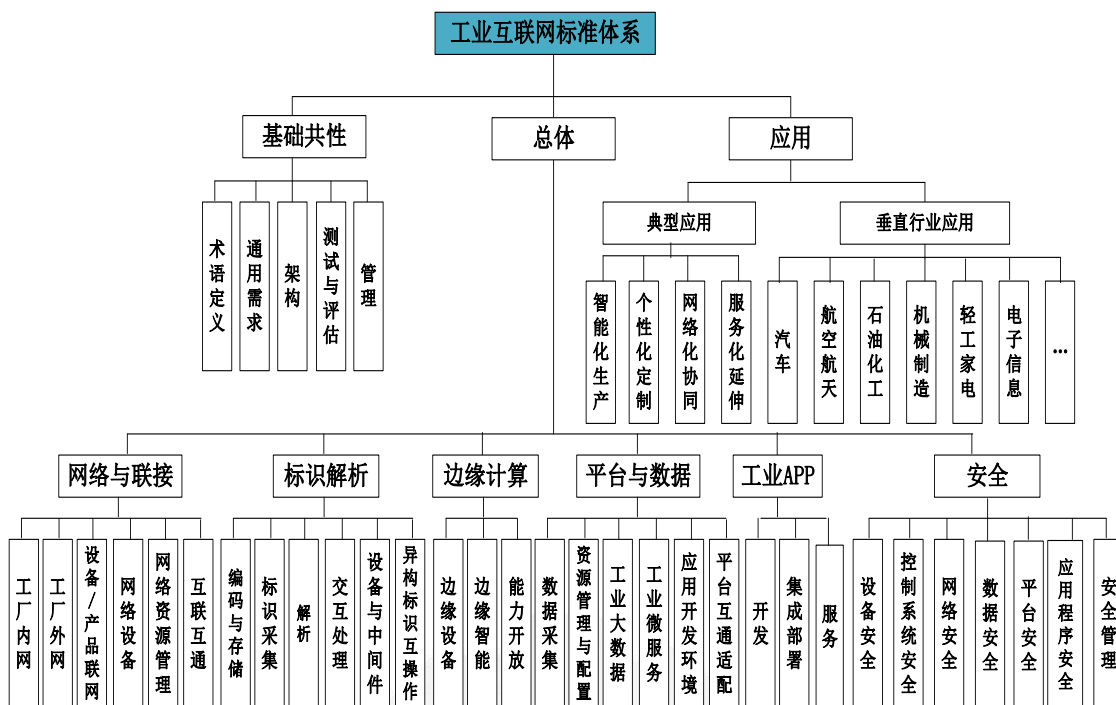 工业互联网标准体系
基础共性
总体
应用
典型应用
垂直行业应用
术语定义
通用需求
架构
测试与评估
管理
智能化生产
个性化定制
网络化协同
服务化延伸
汽车
航空航天
石油化工
机械制造
轻工家电
电子信息
...
网络与联接
标识解析
边缘计算
平台与数据
工业APP
安全
工厂内网
工厂外网
设备/产品联网
网络设备
网络资源管理
互联互通
编码与存储
标识采集
解析
交互处理
设备与中间件
异构标识互操作
边缘设备
边缘智能
能力开放
数据采集
资源管理与配置
工业大数据
工业微服务
应用开发环境
平台互通适配
开发
集成部署
服务
设备安全
控制系统安全
网络安全
数据安全
平台安全
应用程序安全
安全管理